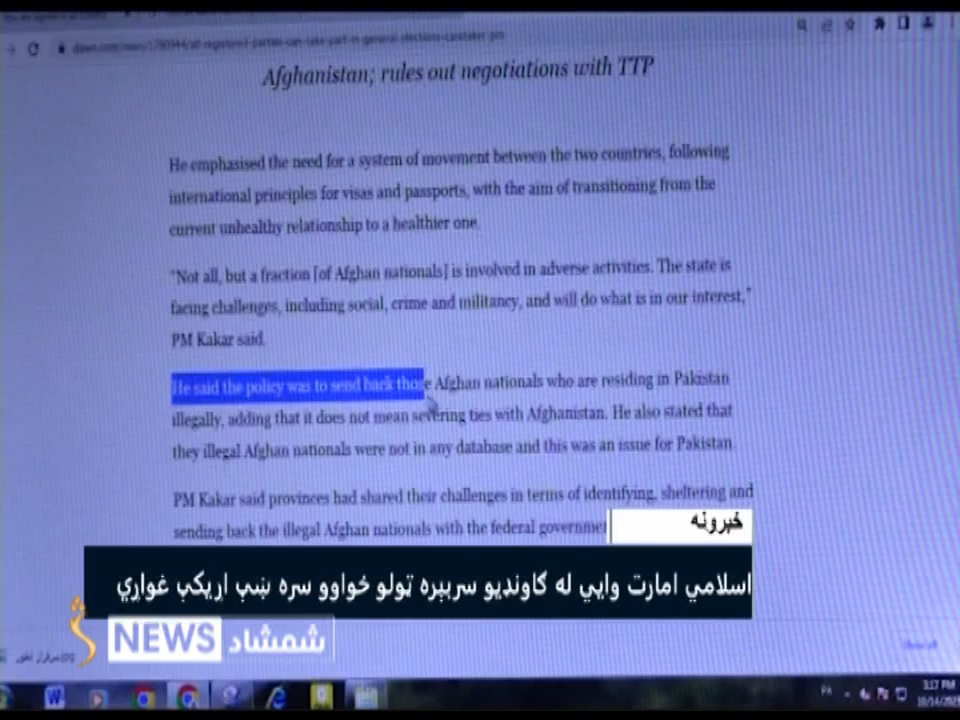 Afghanistan; rules out negotiations with TTP
He emphasised the need for a system of movement between the two countries, following
international principles for visas and passports, with the aim of transitioning from the
current unhealthy relationship to a healthier one.
"Not all, but a fraction [of Afghan nationals] is involved in adverse activities. The state is
facing challenges, including social, crime and militancy, and will do what is in our interest,"
PM Kakar said.
He said the policy was to send back those Afghan nationals who are residing in Pakistan
illegally, adding that it does not mean severing ties with Afghanistan. He also stated that
they illegal Afghan nationals were not in any database and this was an issue for Pakistan.
PM Kakar said provinces had shared their challenges in terms of identifying, sheltering and
sending back the illegal Afghan nationals with the federal
خبرونه
اسلامي امارت وايي له ګاونډيو سربېره ټولو خواوو سره ښې اړيکې غواړي
NEWS شمشاد
PA
3:17 PM